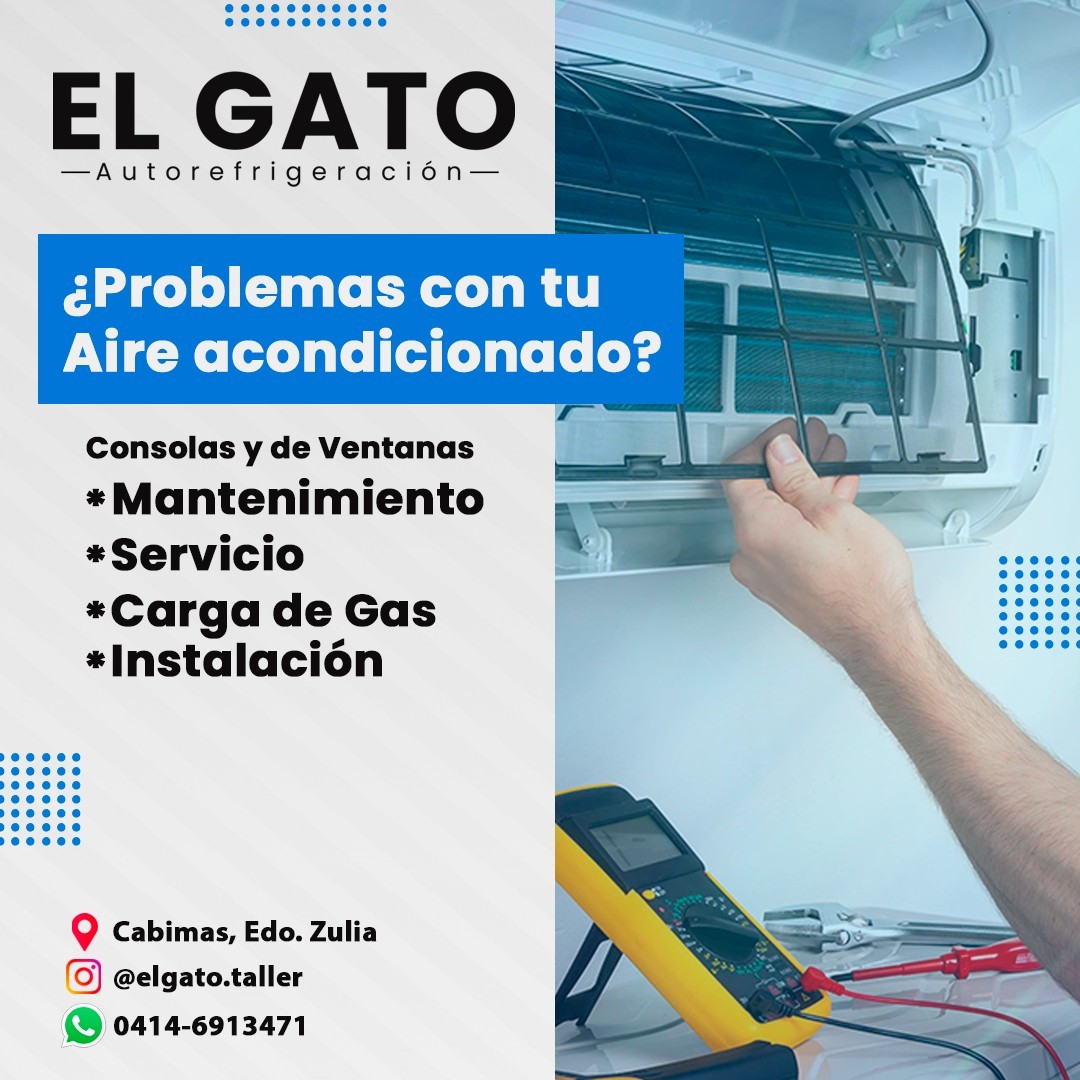 EL GATO
Autorefrigeración
¿Problemas con tu
Aire acondicionado?
Consolas y de Ventanas
*Mantenimiento
*Servicio
*Carga de Gas
*Instalación
Cabimas, Edo. Zulia
@elgato.taller
0414-6913471